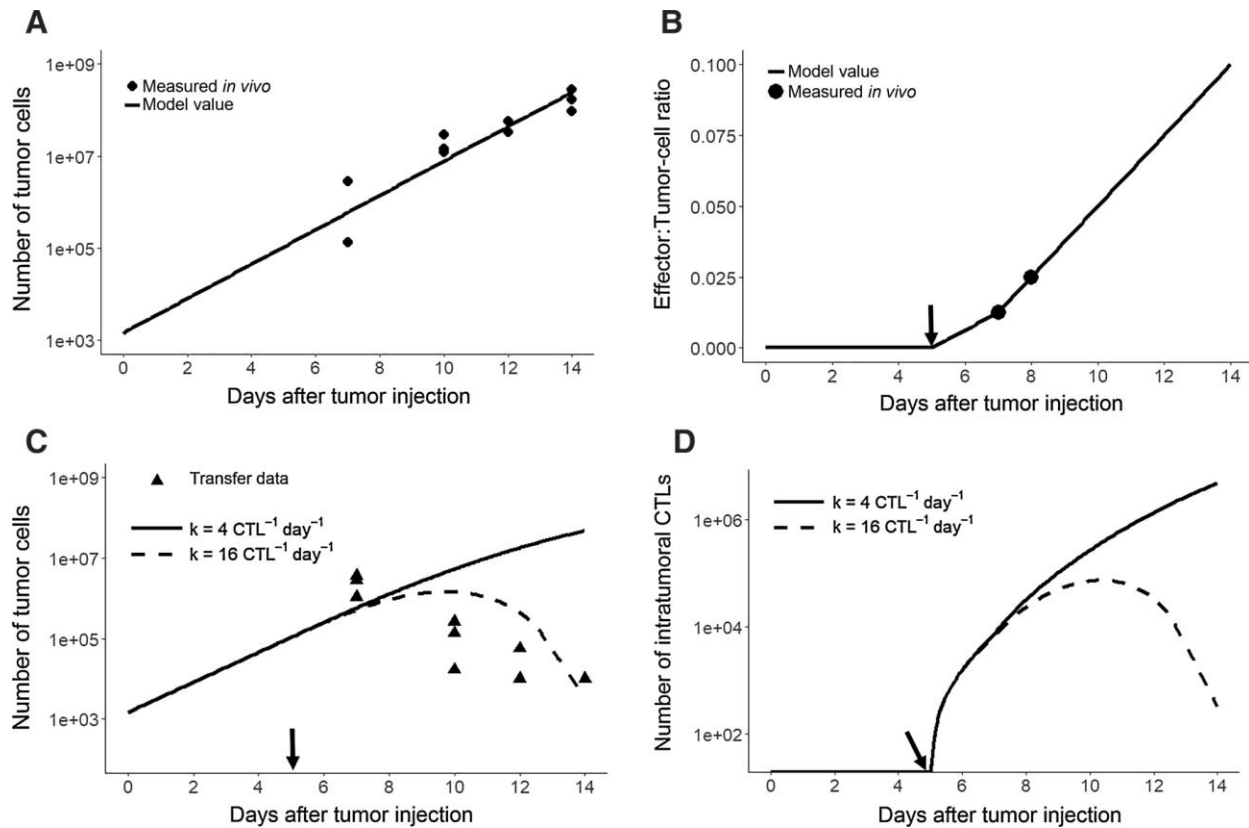 A
Number of tumor cells
1e+09
1e+07
1e+05
1e+03
Measured in vivo
Model value
0 2 4 6 8 10 12 14
Days after tumor injection
B
Effector:Tumor-cell ratio
0.100
0.075
0.050
0.025
0.000
Model value
Measured in vivo
0 2 4 6 8 10 12 14
Days after tumor injection
C
Number of tumor cells
1e+09
1e+07
1e+05
1e+03
Transfer data
k = 4 CTL⁻¹ day⁻¹
k = 16 CTL⁻¹ day⁻¹
0 2 4 6 8 10 12 14
Days after tumor injection
D
Number of intratumoral CTLs
1e+06
1e+04
1e+02
k = 4 CTL⁻¹ day⁻¹
k = 16 CTL⁻¹ day⁻¹
0 2 4 6 8 10 12 14
Days after tumor injection